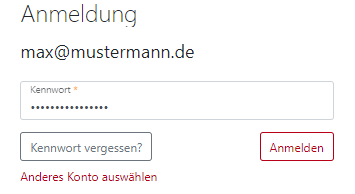 Anmeldung
max@mustermann.de
Kennwort *
••••••••••••••••
Kennwort vergessen? Anmelden
Anderes Konto auswählen